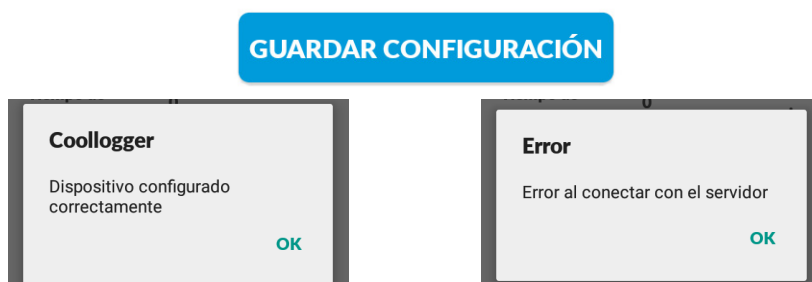 GUARDAR CONFIGURACIÓN
Coollogger
Dispositivo configurado
correctamente
OK
Error
Error al conectar con el servidor
OK